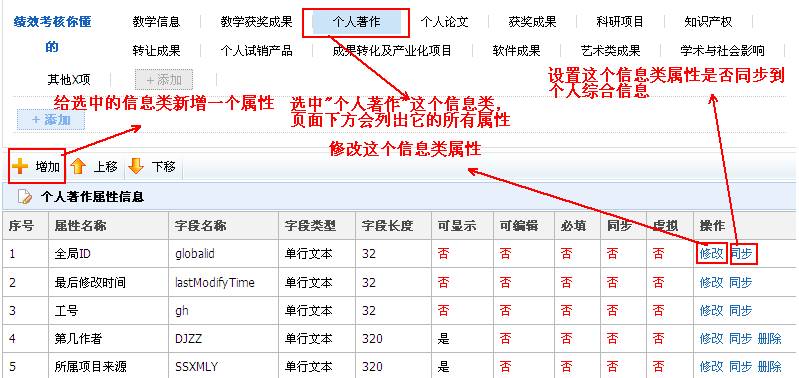 绩效考核你懂的
教学信息 教学获奖成果 个人著作 个人论文 获奖成果 科研项目 知识产权
转让成果 个人试销产品 成果转化及产业化项目 软件成果 艺术类成果 学术与社会影响
其他X项 +添加
设置这个信息类属性是否同步到
个人综合信息
给选中的信息类新增一个属性
选中"个人著作"这个信息类,
页面下方会列出它的所有属性
+添加
修改这个信息类属性
增加 上移 下移
个人著作属性信息
序号 属性名称 字段名称 字段类型 字段长度 可显示 可编辑 必填 同步 虚拟 操作
1 全局ID globalid 单行文本 32 否 否 否 否 否 修改 同步
2 最后修改时间 lastModifyTime 单行文本 32 否 否 否 否 否 修改 同步
3 工号 gh 单行文本 32 否 否 否 否 否 修改 同步
4 第几作者 DJZZ 单行文本 320 是 否 否 否 否 修改 同步 删除
5 所属项目来源 SSXMLY 单行文本 320 是 否 否 否 否 修改 同步 删除